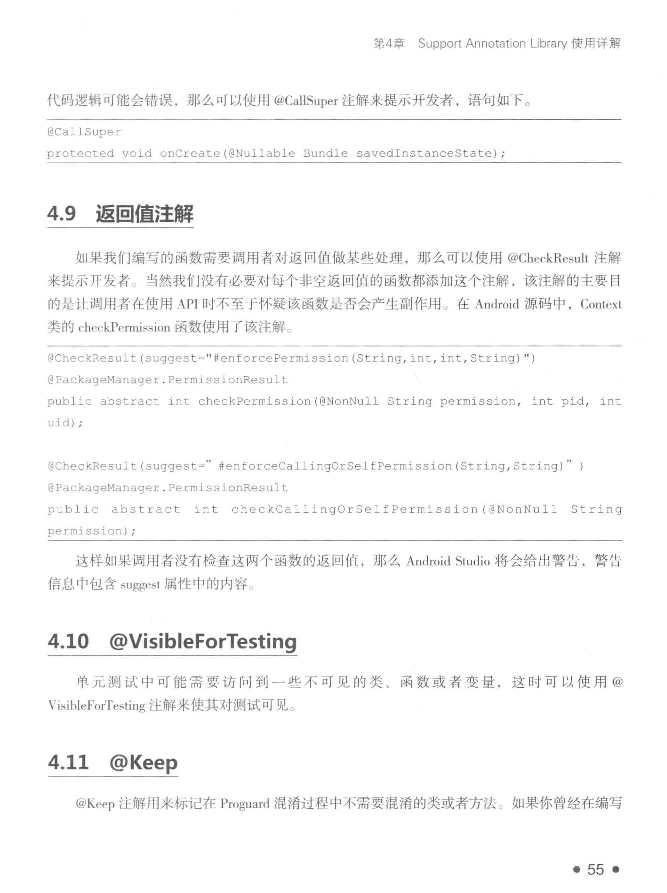 第4章 Support Annotation Library 使用详解
代码逻辑可能会错误，那么可以使用 @CallSuper 注解来提示开发者，语句如下。
@CallSuper
protected void onCreate(@Nullable Bundle savedInstanceState);
4.9 返回值注解
如果我们编写的函数需要调用者对返回值做某些处理，那么可以使用 @CheckResult 注解
来提示开发者。当然我们没有必要对每个非空返回值的函数都添加这个注解，该注解的主要目
的是让调用者在使用 API 时不至于怀疑该函数是否会产生副作用。在 Android 源码中，Context
类的 checkPermission 函数使用了该注解。
@CheckResult(suggest="#enforcePermission(String,int,int,String)")
@PackageManager.PermissionResult
public abstract int checkPermission(@NonNull String permission, int pid, int
uid);
@CheckResult(suggest=” #enforceCallingOrSelfPermission(String,String)” )
@PackageManager.PermissionResult
public abstract int checkCallingOrSelfPermission(@NonNull String
permission);
这样如果调用者没有检查这两个函数的返回值，那么 Android Studio 将会给出警告，警告
信息中包含 suggest 属性中的内容。
4.10 @VisibleForTesting
单元测试中可能需要访问到一些不可见的类、函数或者变量，这时可以使用 @
VisibleForTesting 注解来使其对测试可见。
4.11 @Keep
@Keep 注解用来标记在 Proguard 混淆过程中不需要混淆的类或者方法。如果你曾经在编写
• 55 •